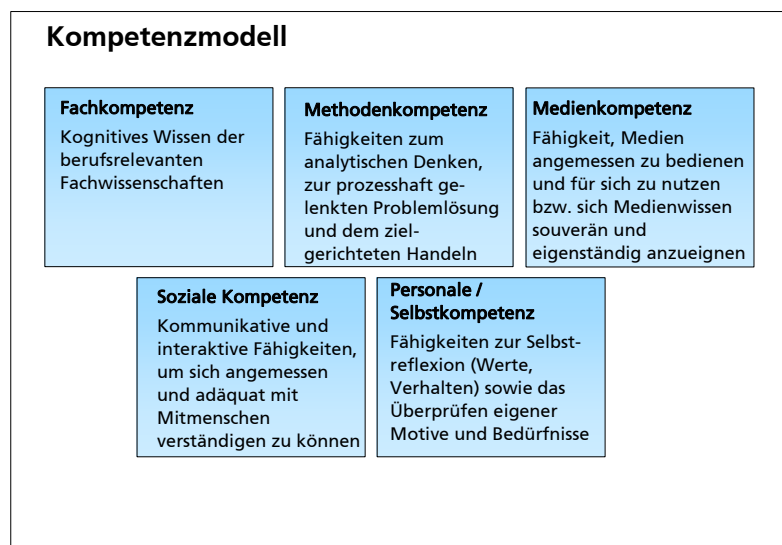 Kompetenzmodell
Fachkompetenz
Kognitives Wissen der
berufsrelevanten
Fachwissenschaften
Methodenkompetenz
Fähigkeiten zum
analytischen Denken,
zur prozesshaft ge-
lenkten Problemlösung
und dem ziel-
gerichteten Handeln
Medienkompetenz
Fähigkeit, Medien
angemessen zu bedienen
und für sich zu nutzen
bzw. sich Medienwissen
souverän und
eigenständig anzueignen
Soziale Kompetenz
Kommunikative und
interaktive Fähigkeiten,
um sich angemessen
und adäquat mit
Mitmenschen
verständigen zu können
Personale /
Selbstkompetenz
Fähigkeiten zur Selbst-
reflexion (Werte,
Verhalten) sowie das
Überprüfen eigener
Motive und Bedürfnisse